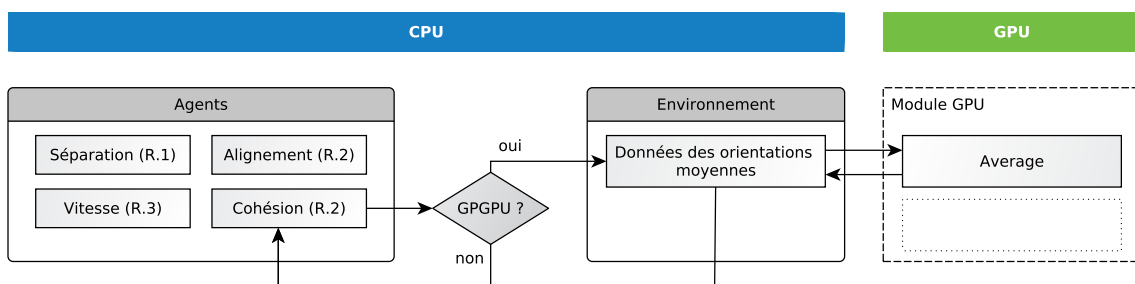 CPU
GPU
Agents
Environnement
Module GPU
Séparation (R.1)
Alignement (R.2)
oui
Données des orientations
moyennes
Average
Vitesse (R.3)
Cohésion (R.2)
GPGPU ?
non